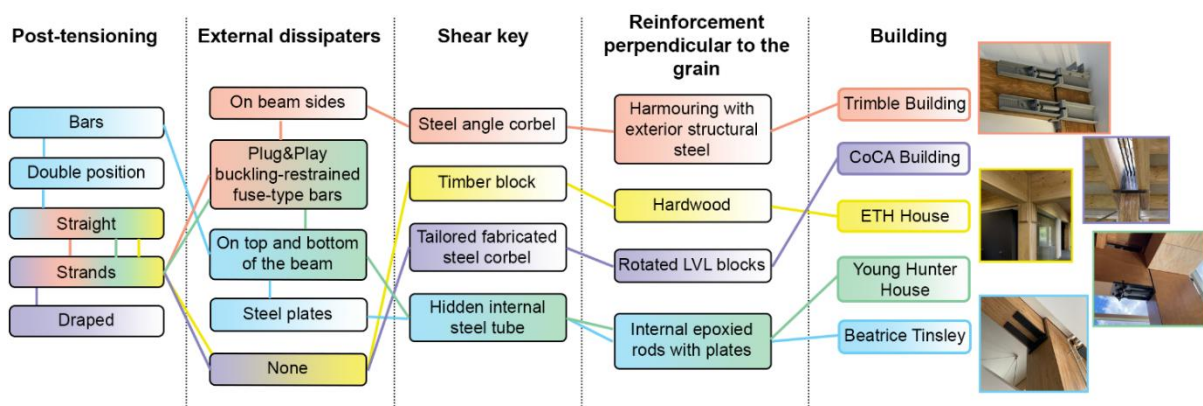 Post-tensioning
Bars
Double position
Straight
Strands
Draped
External dissipaters
On beam sides
Plug&Play
buckling-restrained
fuse-type bars
On top and bottom
of the beam
Steel plates
None
Shear key
Steel angle corbel
Timber block
Tailored fabricated
steel corbel
Hidden internal
steel tube
Reinforcement
perpendicular to the
grain
Harmouring with
exterior structural
steel
Hardwood
Rotated LVL blocks
Internal epoxied
rods with plates
Building
Trimble Building
CoCA Building
ETH House
Young Hunter
House
Beatrice Tinsley